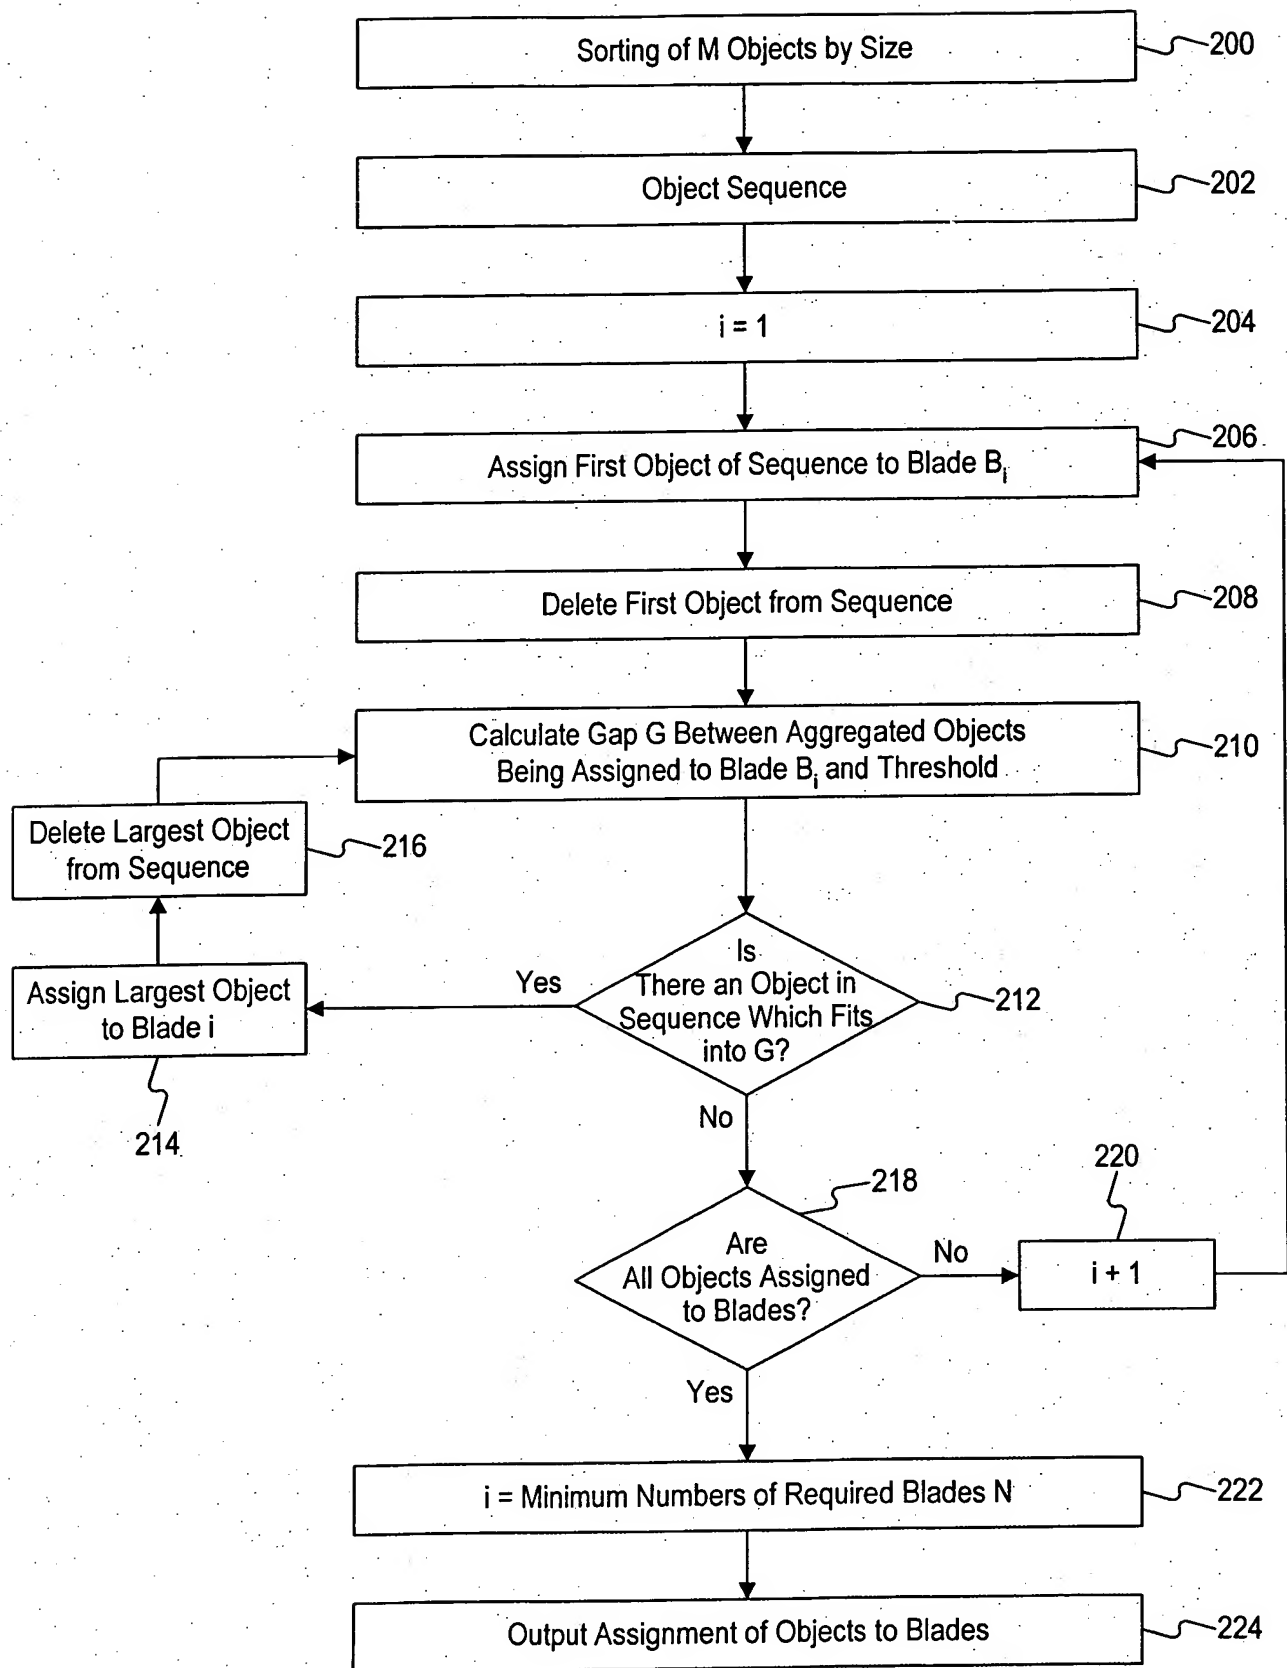 Sorting of M Objects by Size
200
Object Sequence
202
i = 1
204
Assign First Object of Sequence to Blade Bi
206
Delete First Object from Sequence
208
Calculate Gap G Between Aggregated Objects
Being Assigned to Blade Bi and Threshold
210
Delete Largest Object
from Sequence
216
Is
There an Object in
Sequence Which Fits
into G?
212
Yes
Assign Largest Object
to Blade i
214
No
218
220
Are
All Objects Assigned
to Blades?
No
i + 1
Yes
i = Minimum Numbers of Required Blades N
222
Output Assignment of Objects to Blades
224